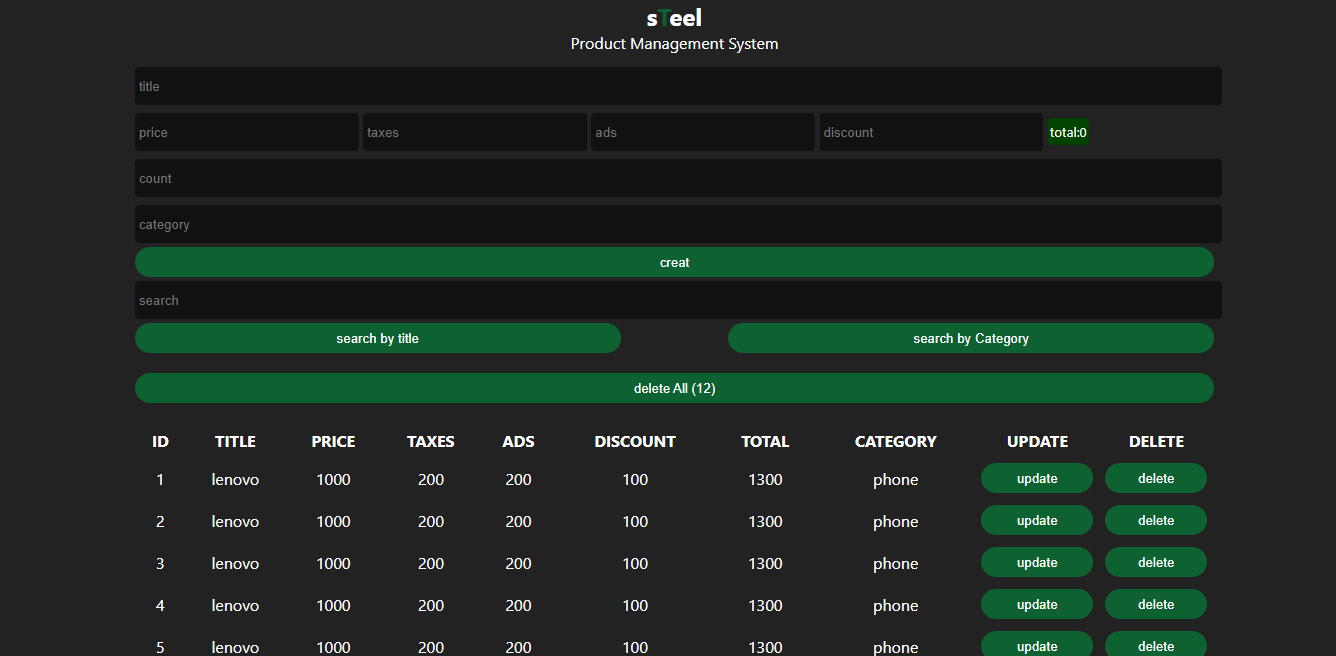 sTeel
Product Management System
title
price taxes ads discount total:0
count
category
creat
search
search by title search by Category
delete All (12)
ID TITLE PRICE TAXES ADS DISCOUNT TOTAL CATEGORY UPDATE DELETE
1 lenovo 1000 200 200 100 1300 phone update delete
2 lenovo 1000 200 200 100 1300 phone update delete
3 lenovo 1000 200 200 100 1300 phone update delete
4 lenovo 1000 200 200 100 1300 phone update delete
5 lenovo 1000 200 200 100 1300 phone update delete